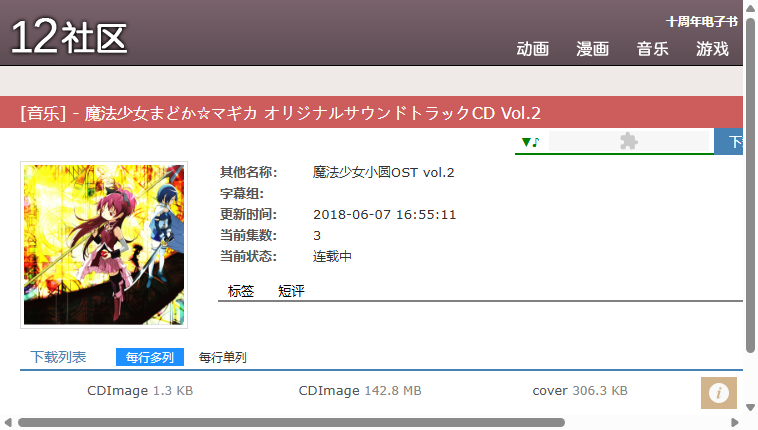 12社区
十周年电子书
动画 漫画 音乐 游戏
[音乐] - 魔法少女まどか☆マギカ オリジナルサウンドトラックCD Vol.2
▼♪ 下
其他名称: 魔法少女小圆OST vol.2
字幕组:
更新时间: 2018-06-07 16:55:11
当前集数: 3
当前状态: 连载中
标签 短评
下载列表 每行多列 每行单列
CDImage 1.3 KB CDImage 142.8 MB cover 306.3 KB